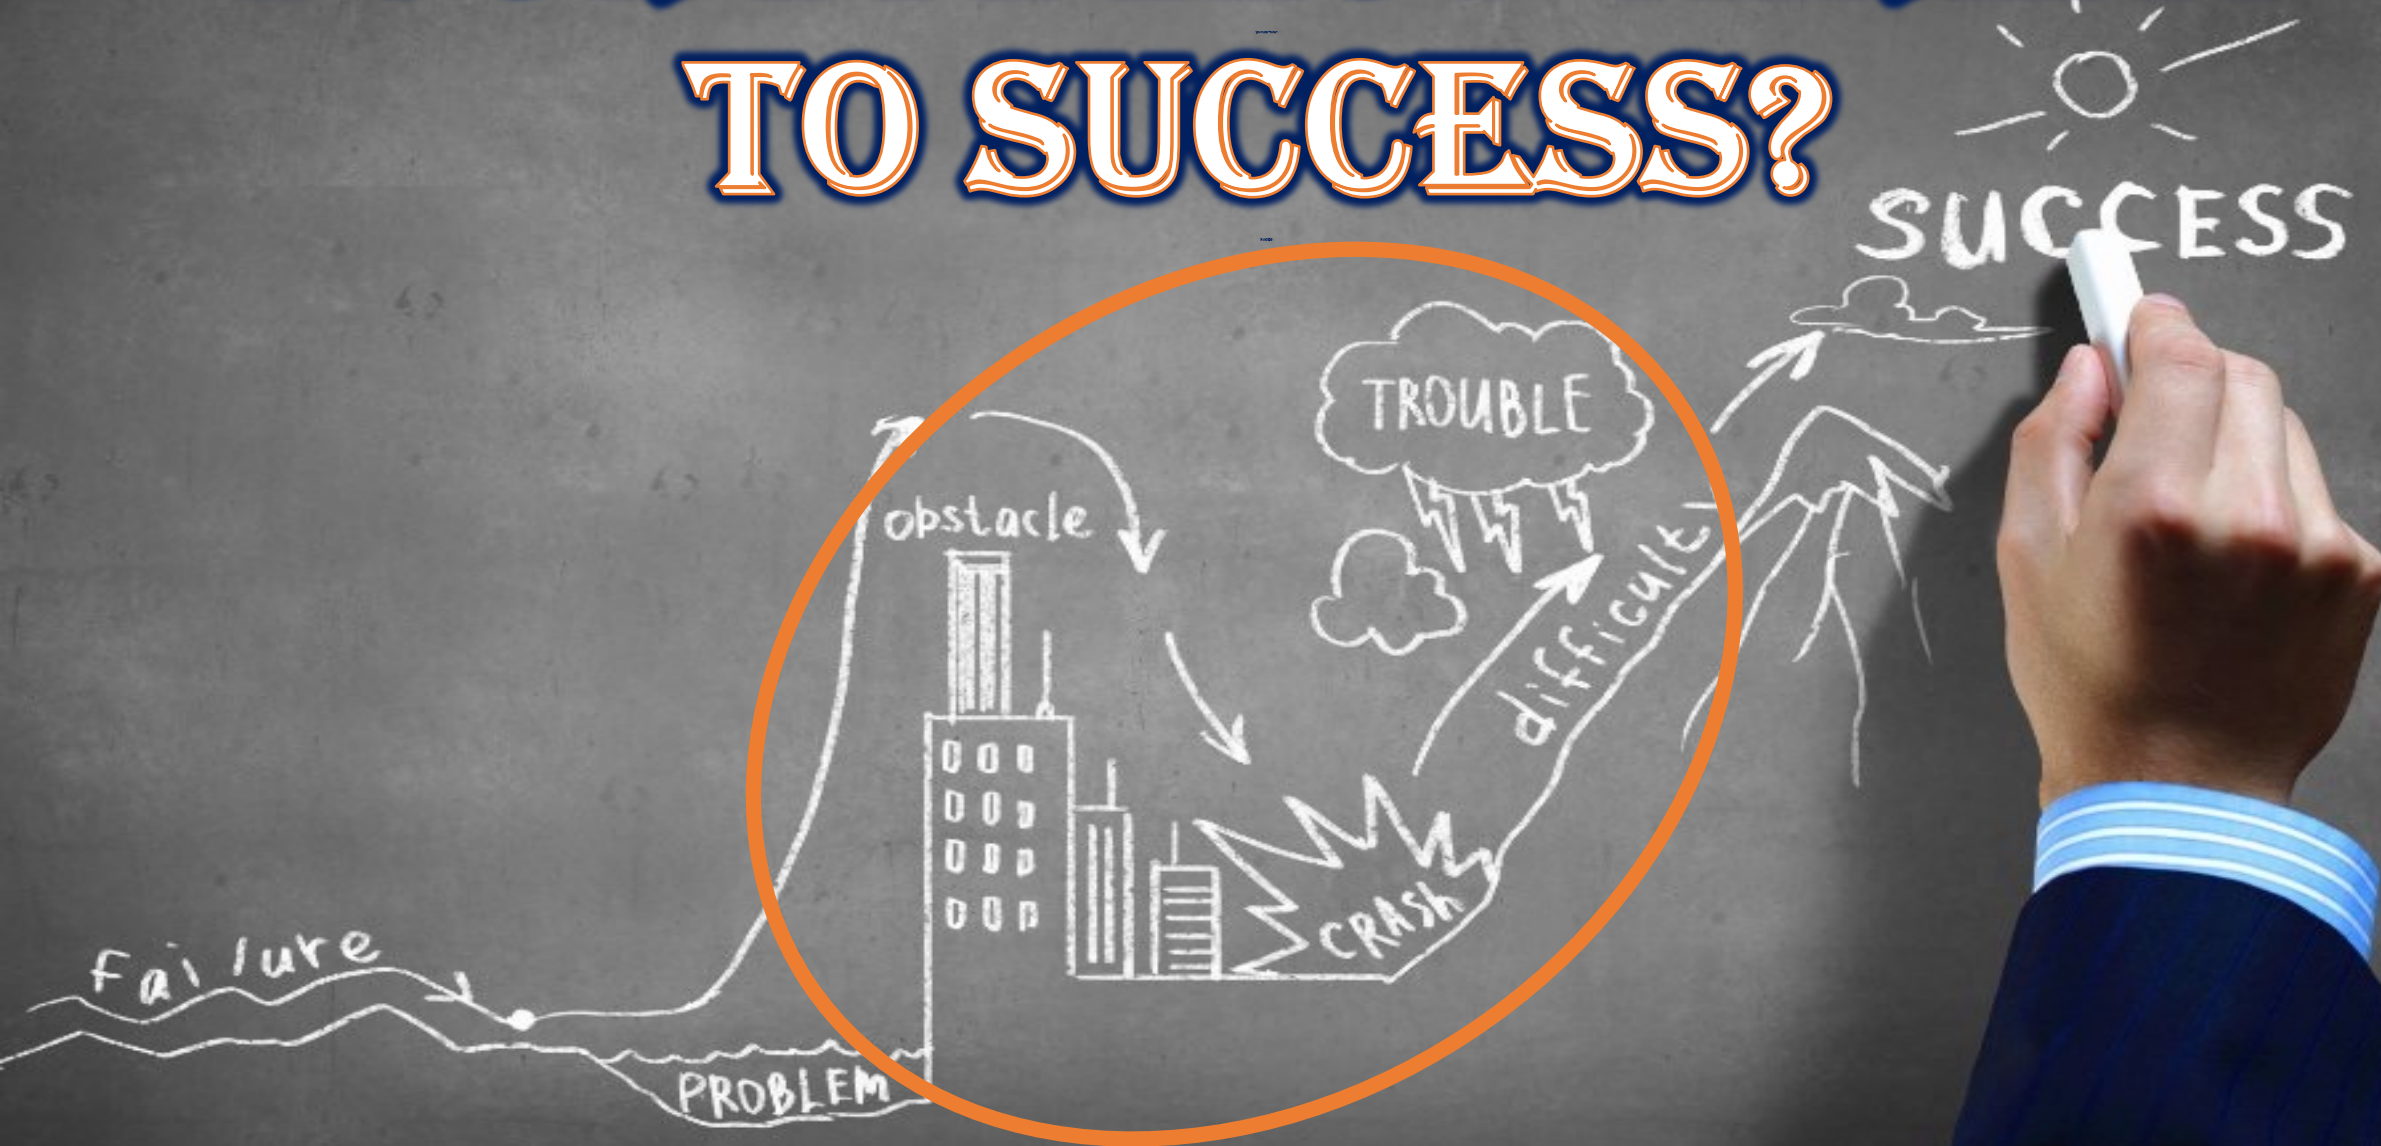 TO SUCCESS?
SUCCESS
TROUBLE
obstacle
difficult
CRASH
Failure
PROBLEM